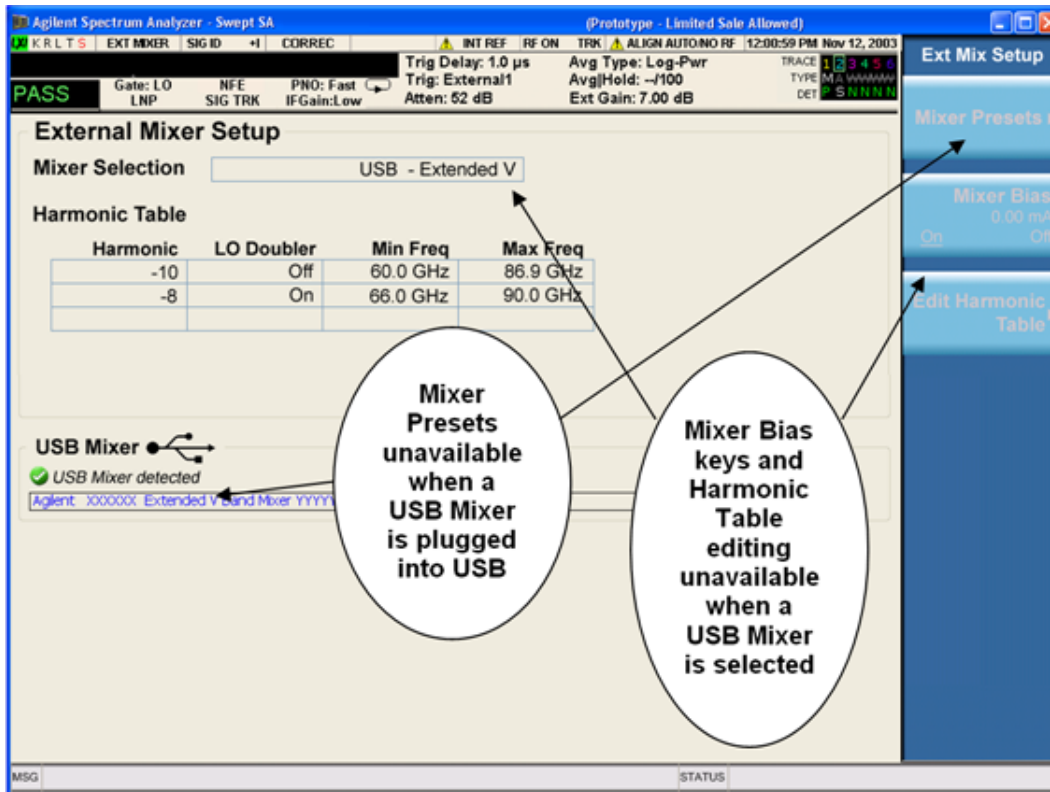 Agilent Spectrum Analyzer - Swept SA (Prototype - Limited Sale Allowed)
K R L T S EXT MIXER SIG ID +I CORREC INT REF RF ON TRK ALIGN AUTO/NO RF 12:00:59 PM Nov 12, 2003
PASS
Gate: LO
LNP
NFE
SIG TRK
PNO: Fast
IFGain:Low
Trig Delay: 1.0 µs
Trig: External1
Atten: 52 dB
Avg Type: Log-Pwr
Avg|Hold: --/100
Ext Gain: 7.00 dB
TRACE 1 2 3 4 5 6
TYPE M A W W W W
DET P S N N N N
Ext Mix Setup
Mixer Presets
Mixer Bias
0.00 mA
On Off
Edit Harmonic
Table
External Mixer Setup
Mixer Selection USB - Extended V
Harmonic Table
Harmonic LO Doubler Min Freq Max Freq
-10 Off 60.0 GHz 86.9 GHz
-8 On 66.0 GHz 90.0 GHz
USB Mixer
USB Mixer detected
Agilent XXXXXX Extended V Band Mixer YYYY
Mixer
Presets
unavailable
when a
USB Mixer
is plugged
into USB
Mixer Bias
keys and
Harmonic
Table
editing
unavailable
when a
USB Mixer
is selected
MSG STATUS